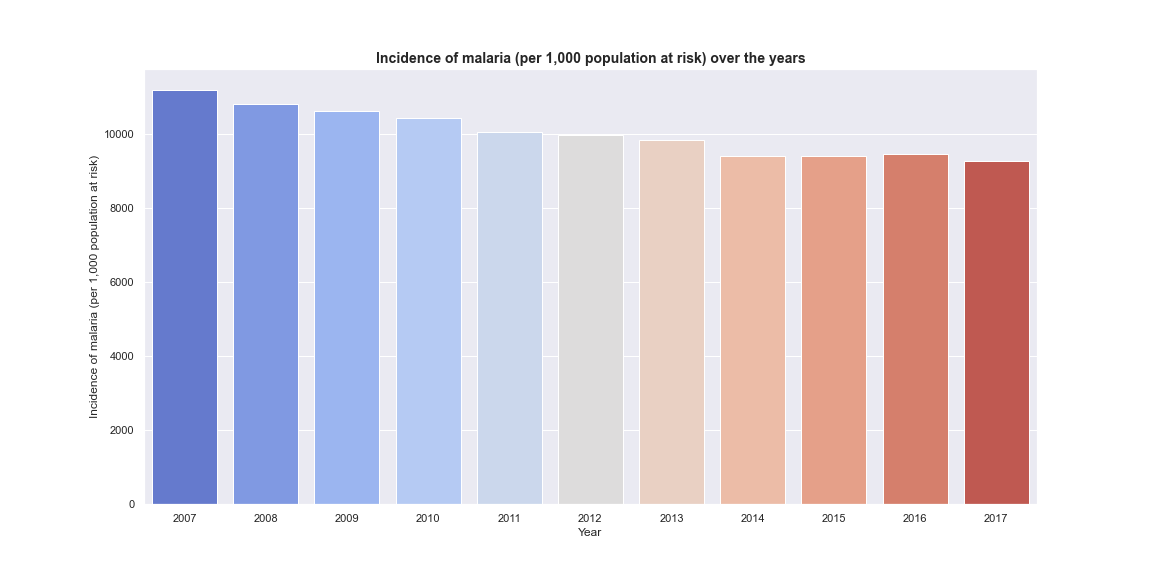 Incidence of malaria (per 1,000 population at risk) over the years
Incidence of malaria (per 1,000 population at risk)
10000
8000
6000
4000
2000
0
2007 2008 2009 2010 2011 2012 2013 2014 2015 2016 2017
Year